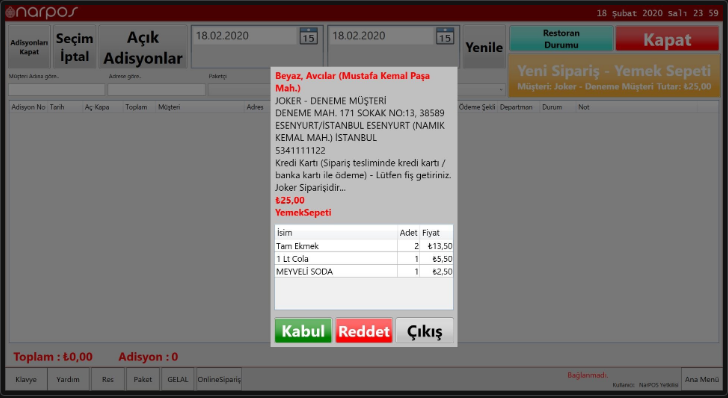 narpos
18 Şubat 2020 Salı 23 59
Adisyonları Kapat
Seçim İptal
Açık Adisyonlar
18.02.2020 15
18.02.2020 15
Yenile
Restoran Durumu
Kapat
Yeni Sipariş - Yemek Sepeti
Müşteri: Joker - Deneme Müşteri Tutar: ₺25,00
Müşteri Adına göre..
Adrese göre..
Paketçi
Adisyon No Tarih Aç Kapa Toplam Müşteri Adres Ödeme Şekli Departman Durum Not
Beyaz, Avcılar (Mustafa Kemal Paşa
Mah.)
JOKER - DENEME MÜŞTERİ
DENEME MAH. 171 SOKAK NO:13, 38589
ESENYURT/İSTANBUL ESENYURT (NAMIK
KEMAL MAH.) İSTANBUL
5341111122
Kredi Kartı (Sipariş tesliminde kredi kartı /
banka kartı ile ödeme) - Lütfen fiş getiriniz.
Joker Siparişidir...
₺25,00
YemekSepeti
İsim Adet Fiyat
Tam Ekmek 2 ₺13,50
1 Lt Cola 1 ₺5,50
MEYVELİ SODA 1 ₺2,50
Kabul Reddet Çıkış
Toplam : ₺0,00 Adisyon : 0
Klavye Yardım Res Paket GELAL OnlineSipariş
Bağlanmadı.
Kullanıcı: NarPOS Yetkilisi
Ana Menü